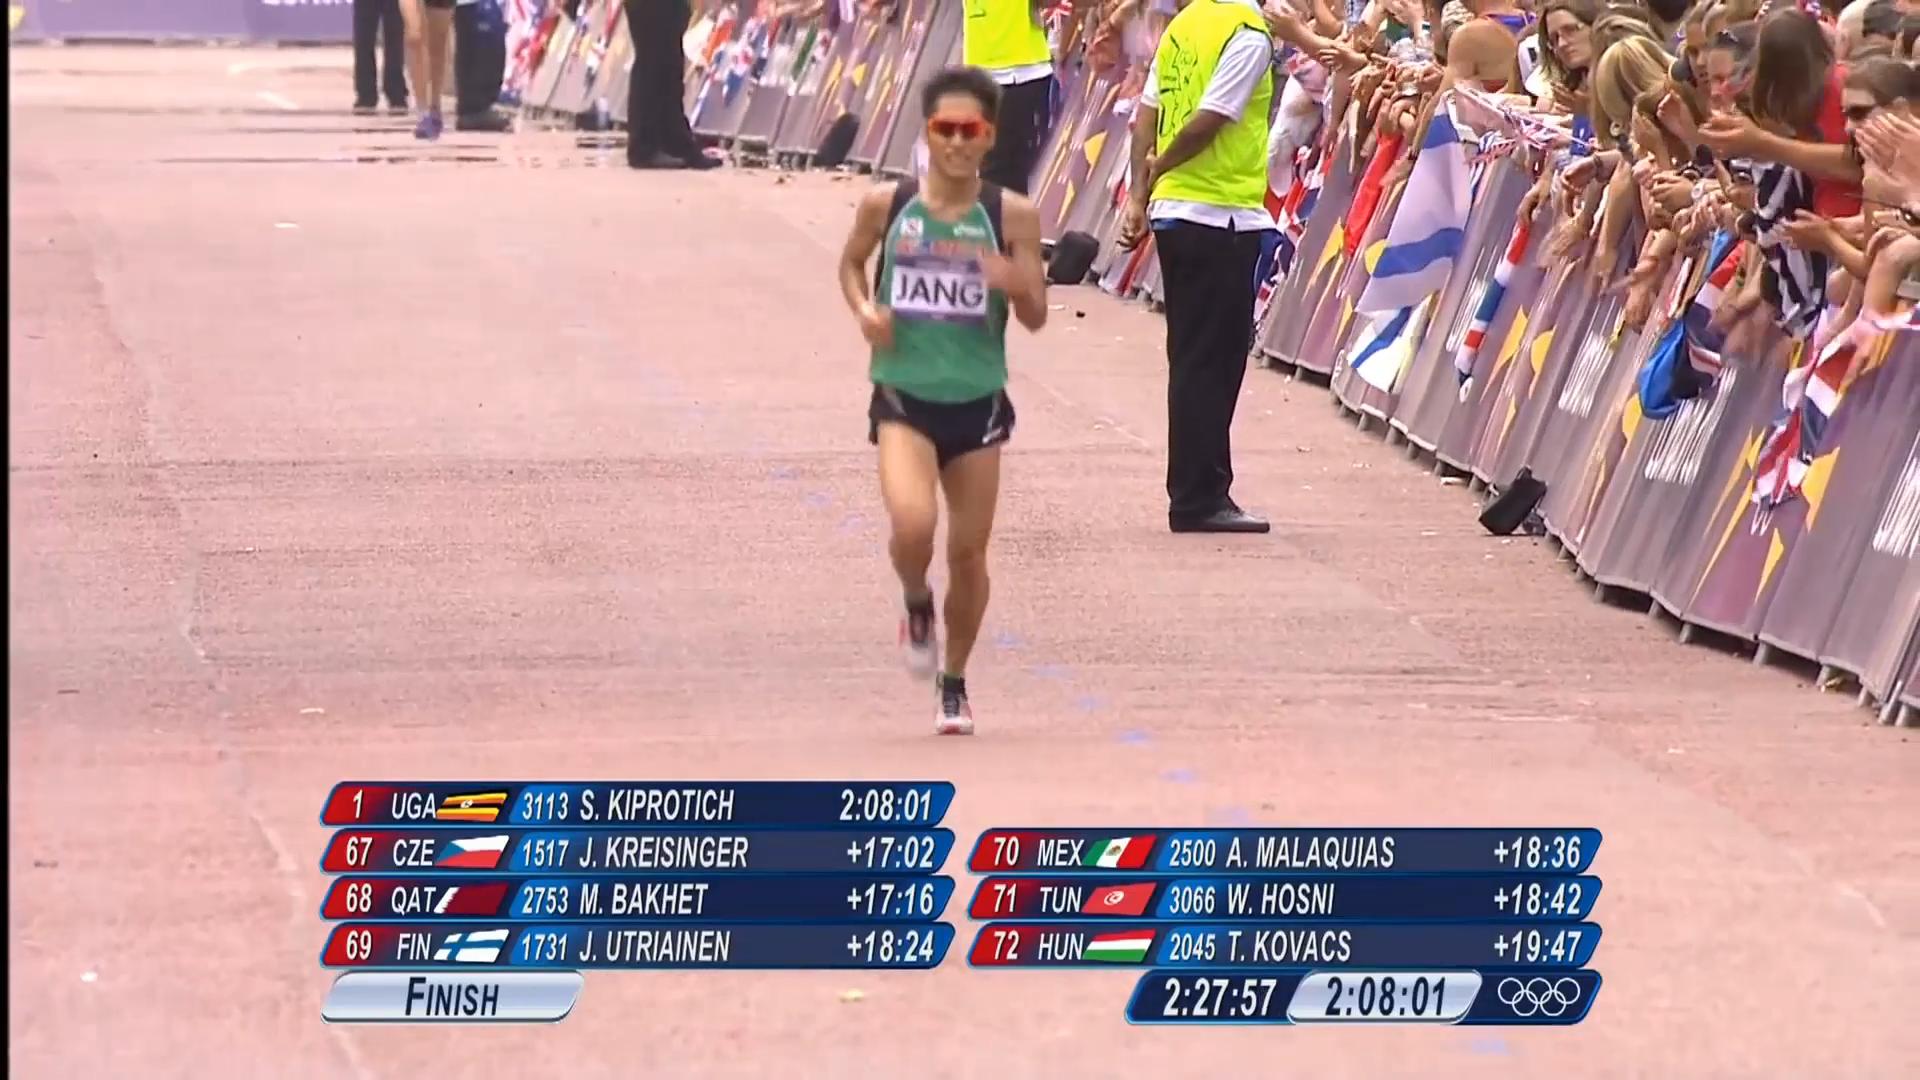 JANG
1 UGA 3113 S. KIPROTICH 2:08:01
67 CZE 1517 J. KREISINGER +17:02
68 QAT 2753 M. BAKHET +17:16
69 FIN 1731 J. UTRIAINEN +18:24
70 MEX 2500 A. MALAQUIAS +18:36
71 TUN 3066 W. HOSNI +18:42
72 HUN 2045 T. KOVACS +19:47
FINISH
2:27:57 2:08:01